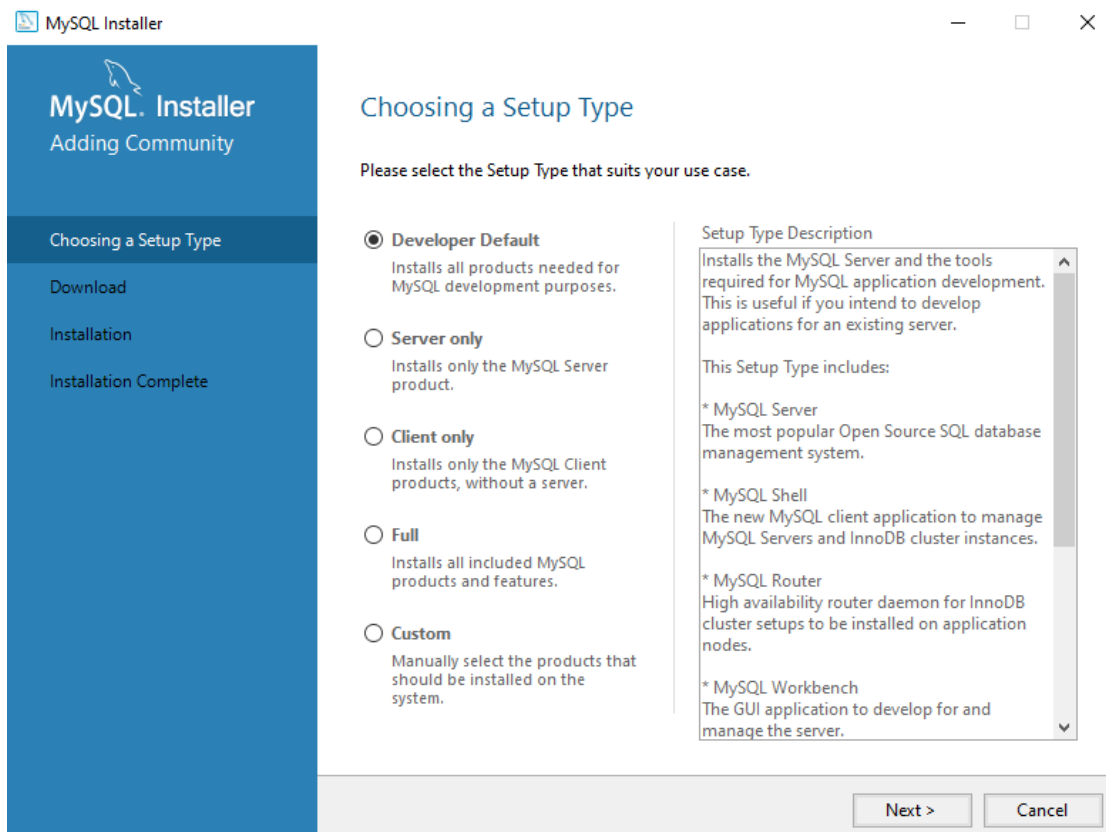 MySQL Installer
MySQL. Installer
Adding Community
Choosing a Setup Type
Download
Installation
Installation Complete
Choosing a Setup Type
Please select the Setup Type that suits your use case.
Developer Default
Installs all products needed for
MySQL development purposes.
Server only
Installs only the MySQL Server
product.
Client only
Installs only the MySQL Client
products, without a server.
Full
Installs all included MySQL
products and features.
Custom
Manually select the products that
should be installed on the
system.
Setup Type Description
Installs the MySQL Server and the tools
required for MySQL application development.
This is useful if you intend to develop
applications for an existing server.
This Setup Type includes:
* MySQL Server
The most popular Open Source SQL database
management system.
* MySQL Shell
The new MySQL client application to manage
MySQL Servers and InnoDB cluster instances.
* MySQL Router
High availability router daemon for InnoDB
cluster setups to be installed on application
nodes.
* MySQL Workbench
The GUI application to develop for and
manage the server.
Next >
Cancel